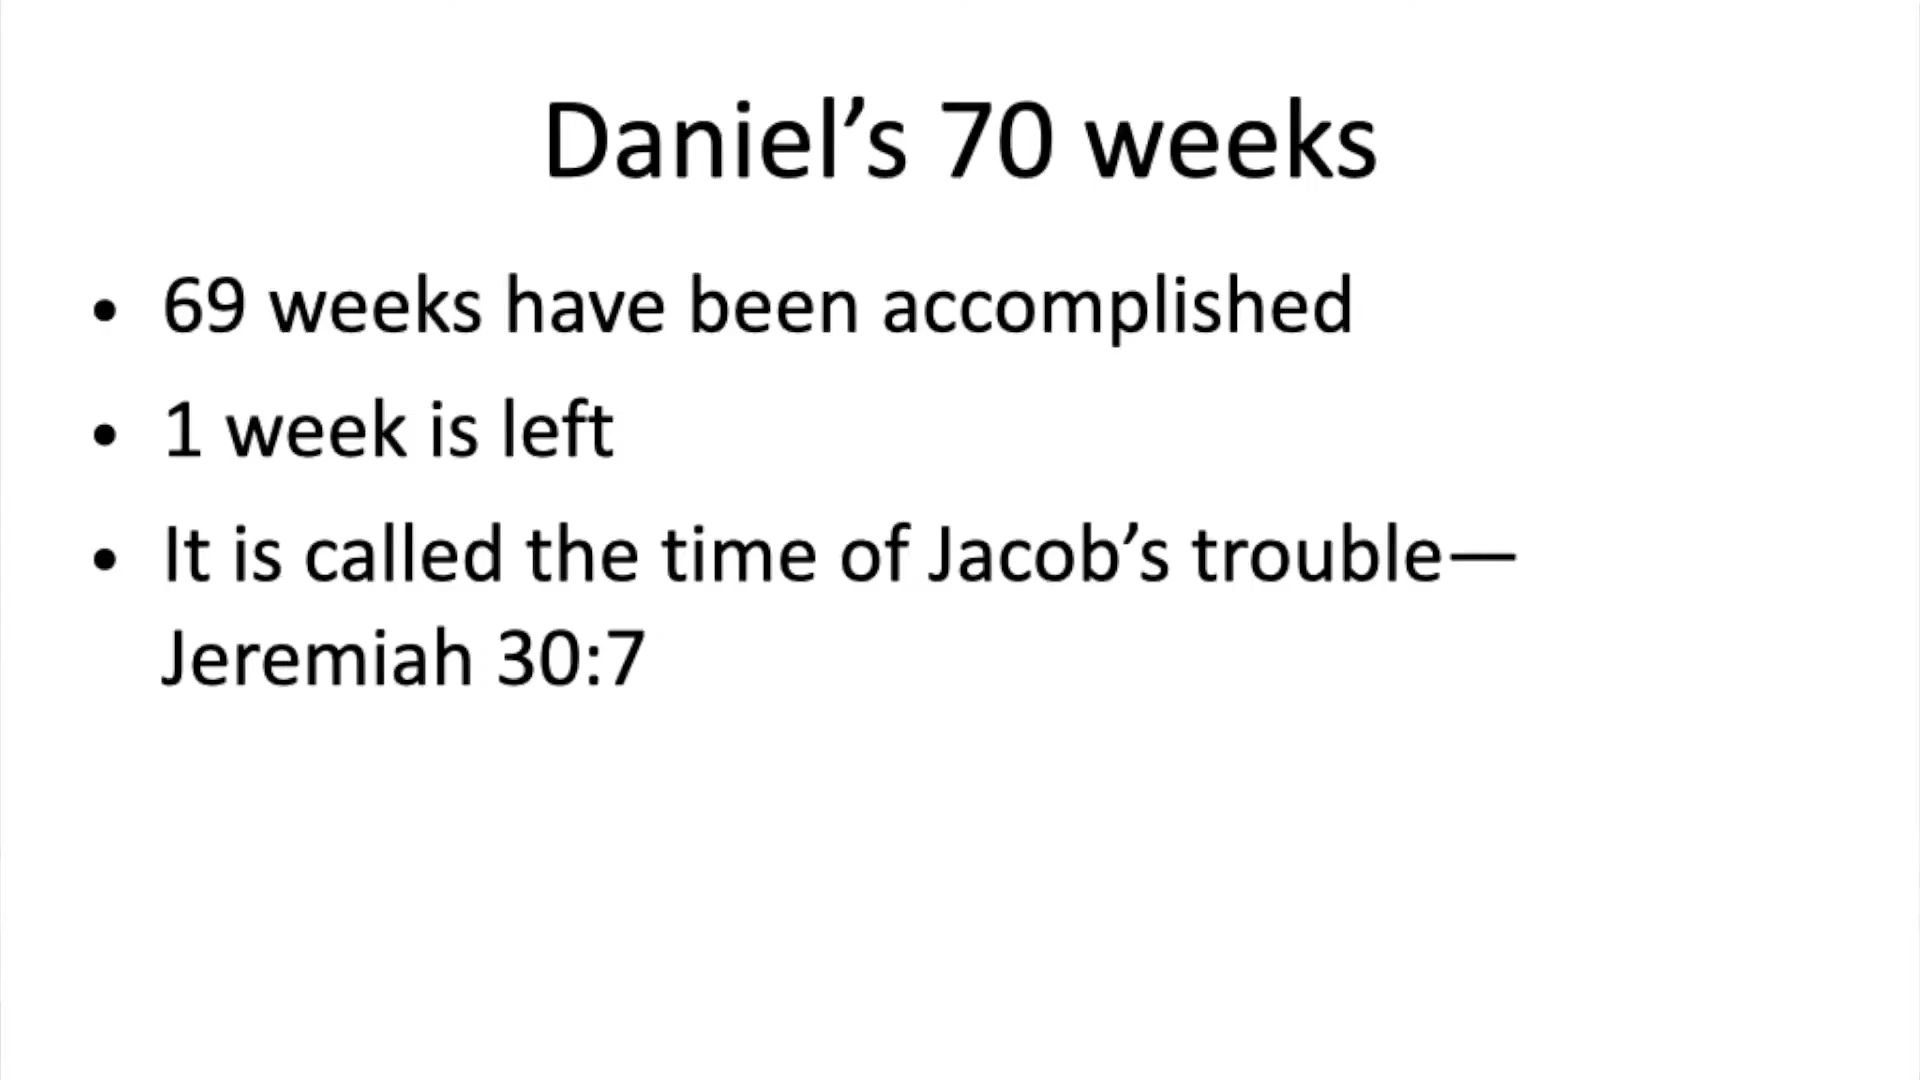 Daniel’s 70 weeks
• 69 weeks have been accomplished
• 1 week is left
• It is called the time of Jacob’s trouble—
Jeremiah 30:7